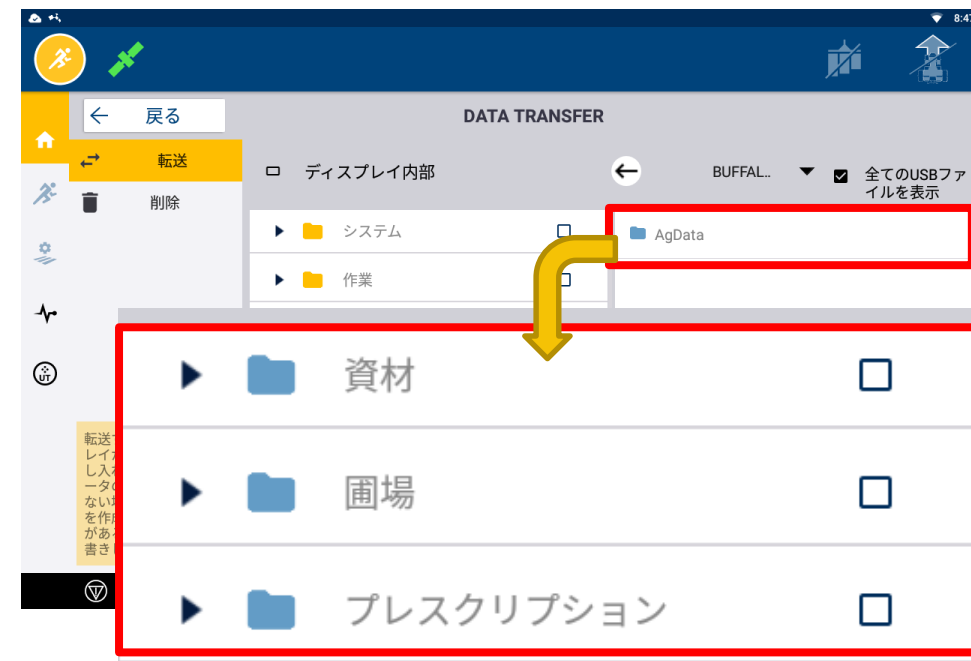 8:47
戻る
DATA TRANSFER
転送
削除
ディスプレイ内部
BUFFAL..
全てのUSBファ
イルを表示
システム
作業
AgData
資材
圃場
プレスクリプション
UT
転送
レイ
し入
ータ
ない
を作
があ
書き